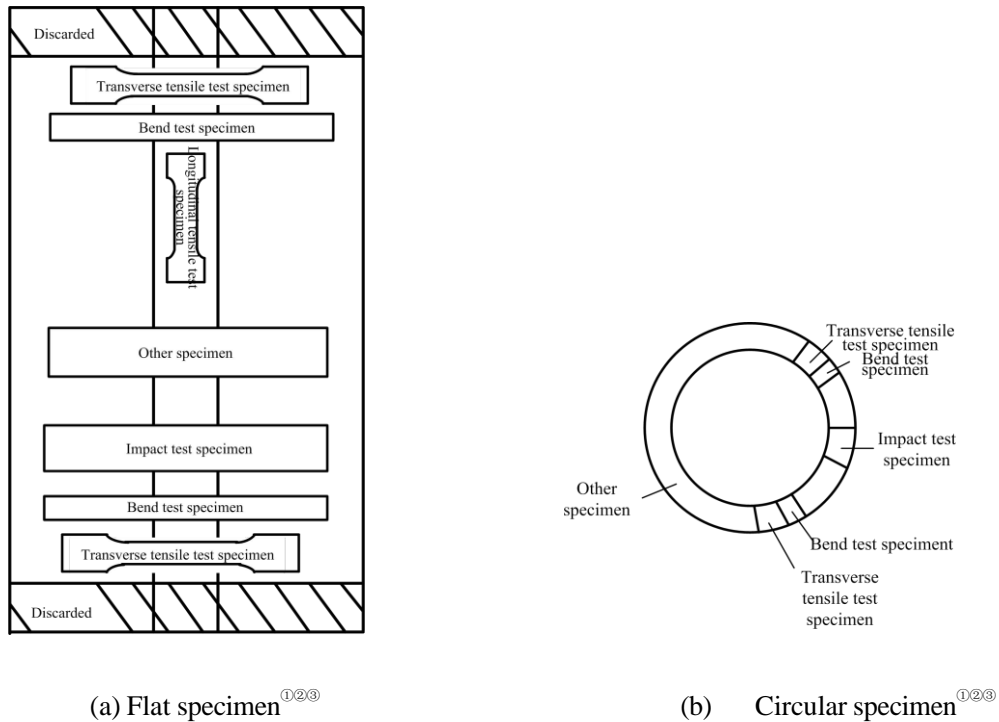 Discarded
Transverse tensile test specimen
Bend test specimen
Longitudinal tensile test
specimen
Other specimen
Impact test specimen
Bend test specimen
Transverse tensile test specimen
Discarded
(a) Flat specimen①②③
Transverse tensile
test specimen
Bend test
specimen
Impact test
specimen
Other
specimen
Bend test speciment
Transverse
tensile test
specimen
(b) Circular specimen①②③